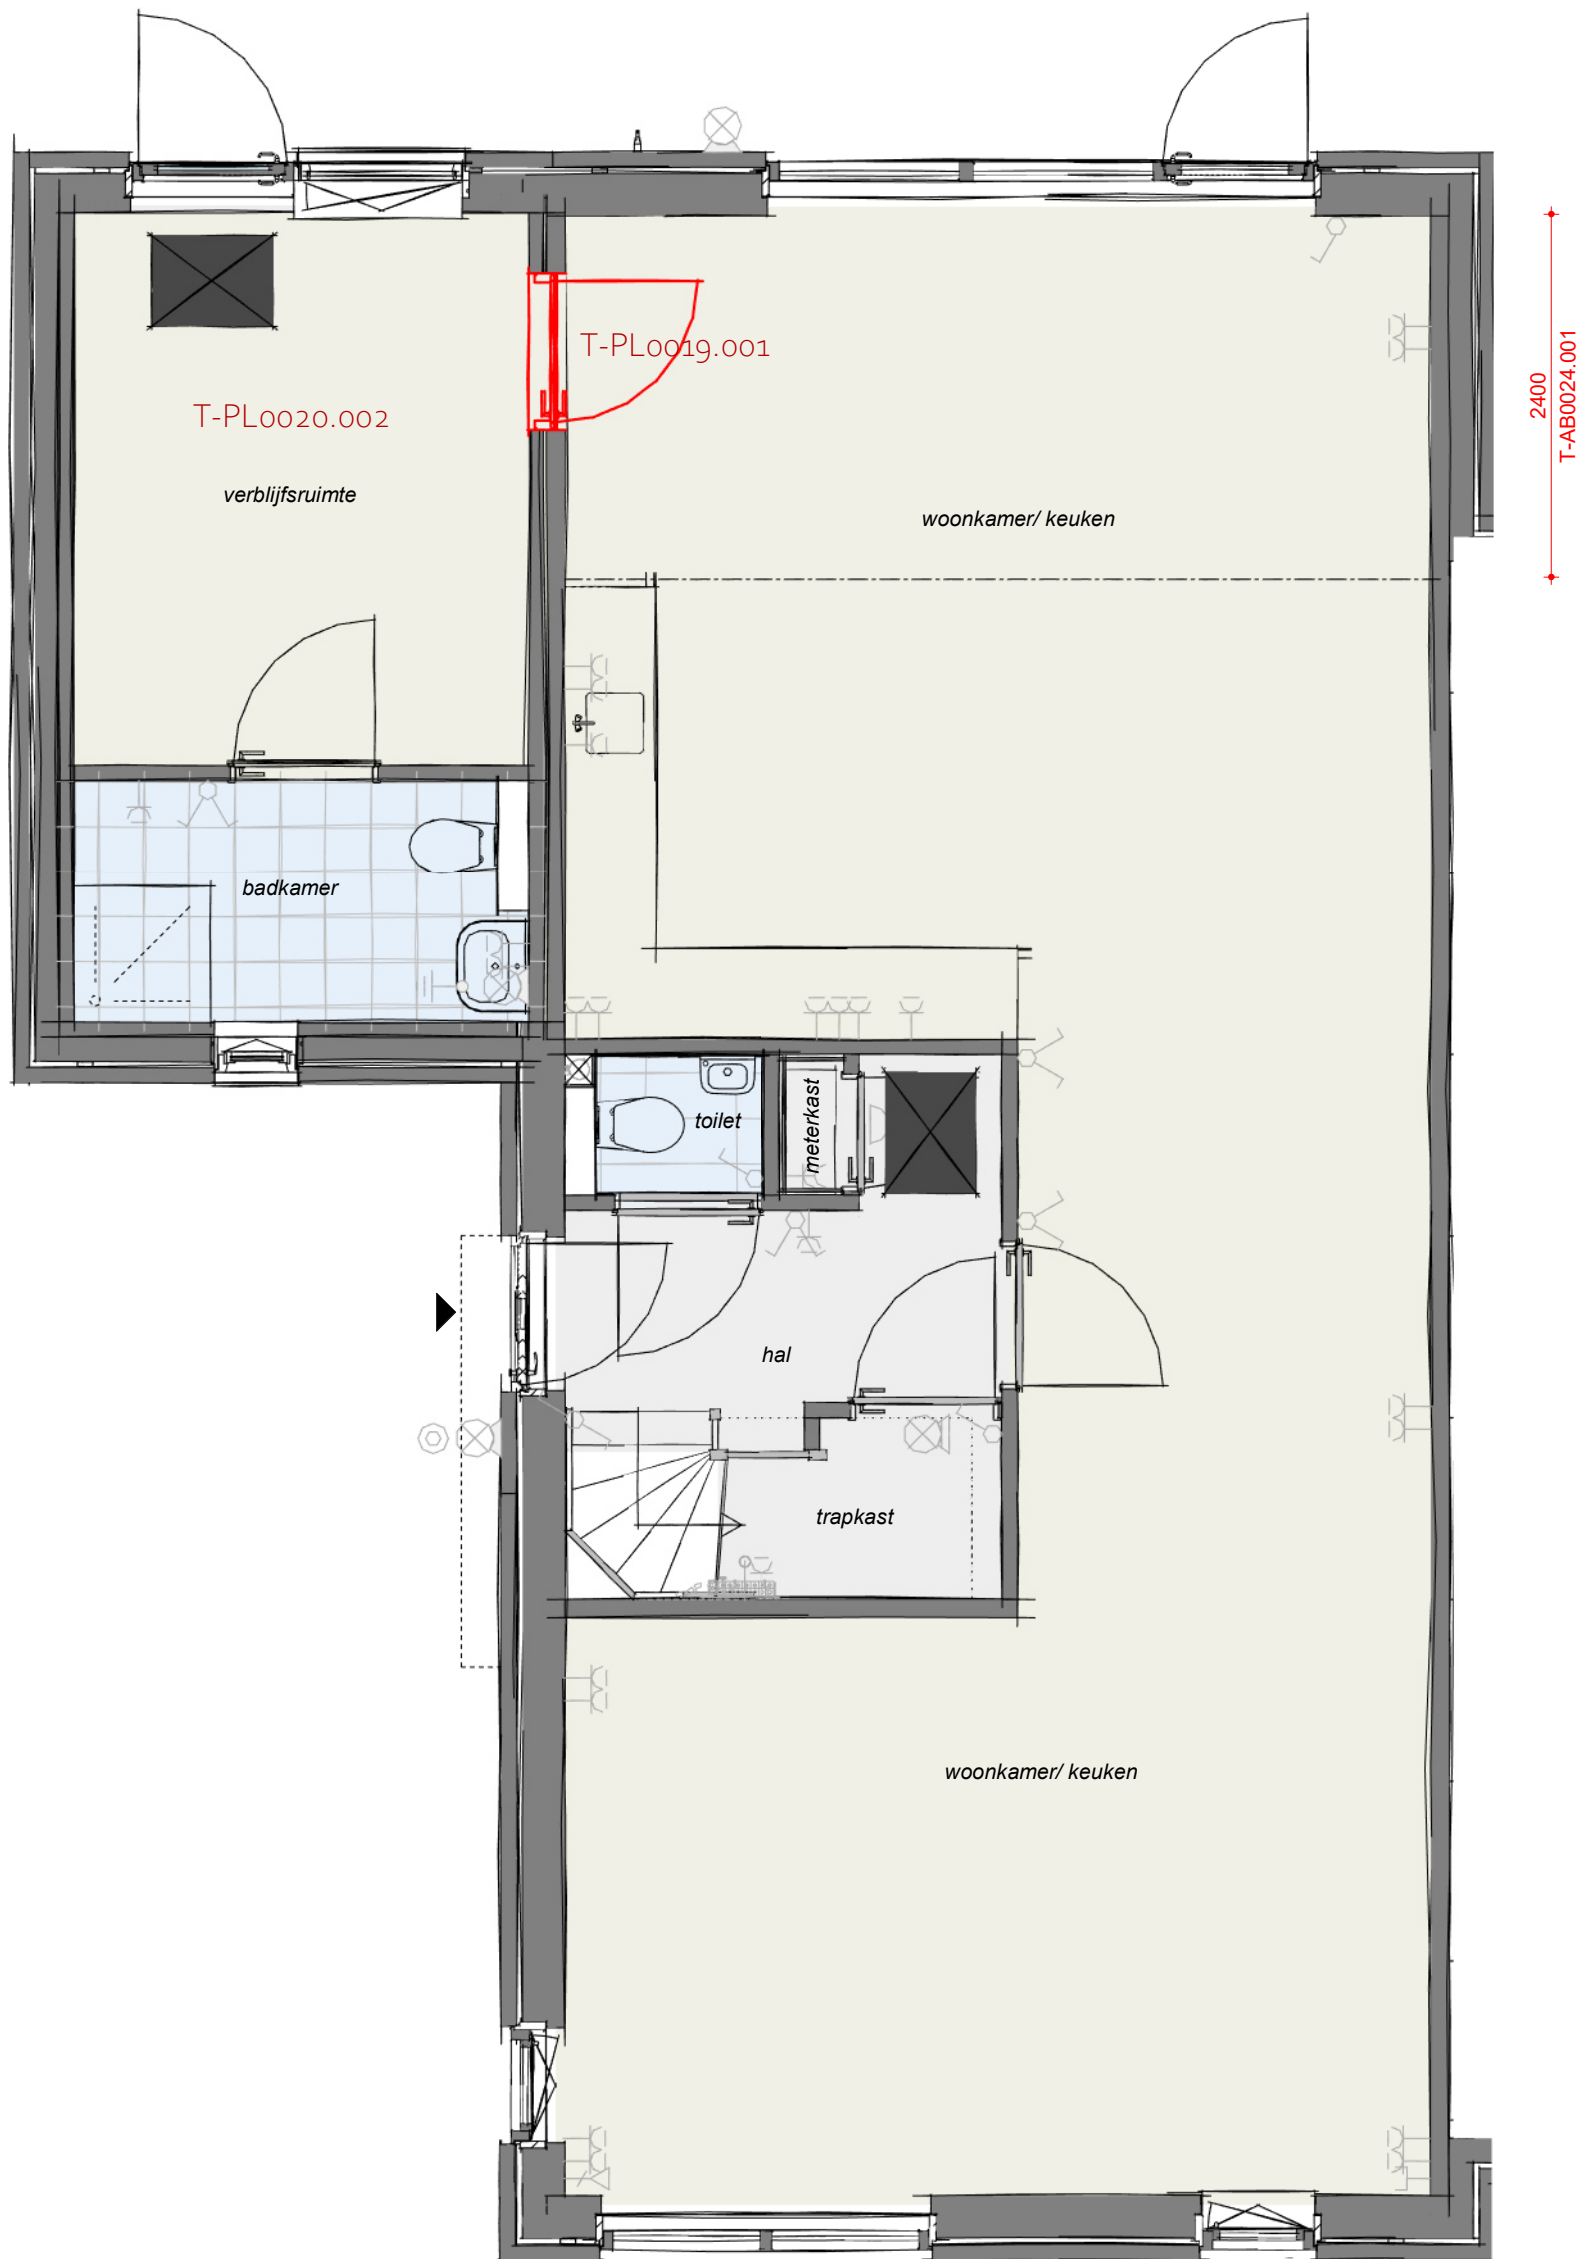 T-PL0019.001
T-PL0020.002
2400
T-AB0024.001
verblijfsruimte
woonkamer/ keuken
badkamer
toilet
meterkast
hal
trapkast
woonkamer/ keuken